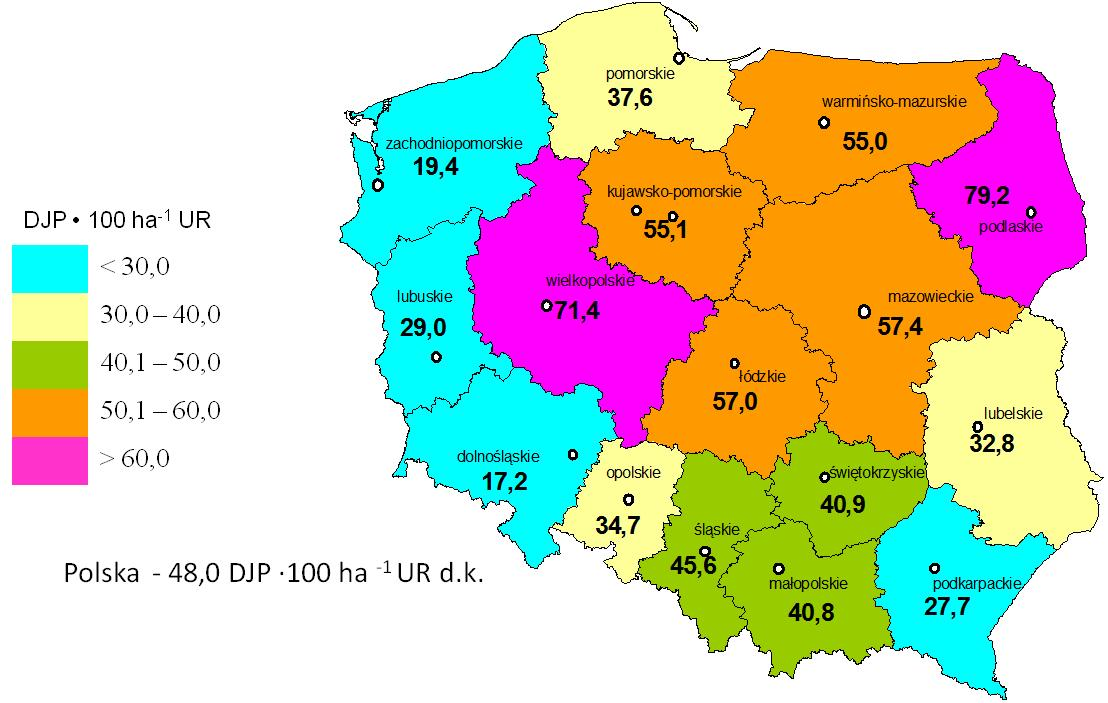 pomorskie
37,6
warmińsko-mazurskie
55,0
zachodniopomorskie
19,4
kujawsko-pomorskie
55,1
79,2
podlaskie
DJP • 100 ha-1 UR
< 30,0
30,0 – 40,0
40,1 – 50,0
50,1 – 60,0
> 60,0
wielkopolskie
71,4
lubuskie
29,0
mazowieckie
57,4
łódzkie
57,0
lubelskie
32,8
dolnośląskie
17,2
opolskie
34,7
świętokrzyskie
40,9
śląskie
45,6
małopolskie
40,8
podkarpackie
27,7
Polska - 48,0 DJP ·100 ha -1 UR d.k.